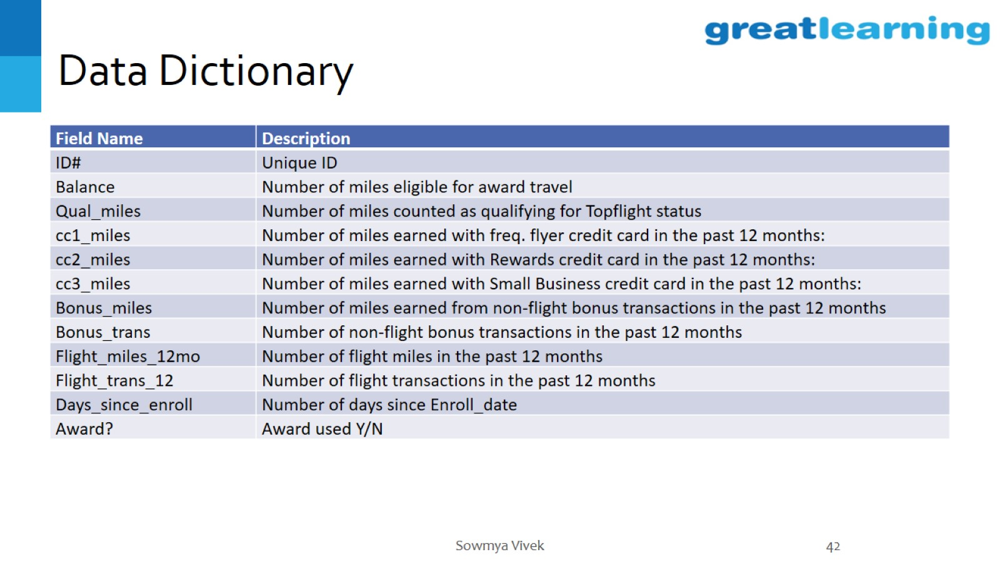 greatlearning
Data Dictionary
Field Name Description
ID# Unique ID
Balance Number of miles eligible for award travel
Qual_miles Number of miles counted as qualifying for Topflight status
cc1_miles Number of miles earned with freq. flyer credit card in the past 12 months:
cc2_miles Number of miles earned with Rewards credit card in the past 12 months:
cc3_miles Number of miles earned with Small Business credit card in the past 12 months:
Bonus_miles Number of miles earned from non-flight bonus transactions in the past 12 months
Bonus_trans Number of non-flight bonus transactions in the past 12 months
Flight_miles_12mo Number of flight miles in the past 12 months
Flight_trans_12 Number of flight transactions in the past 12 months
Days_since_enroll Number of days since Enroll_date
Award? Award used Y/N
Sowmya Vivek 42